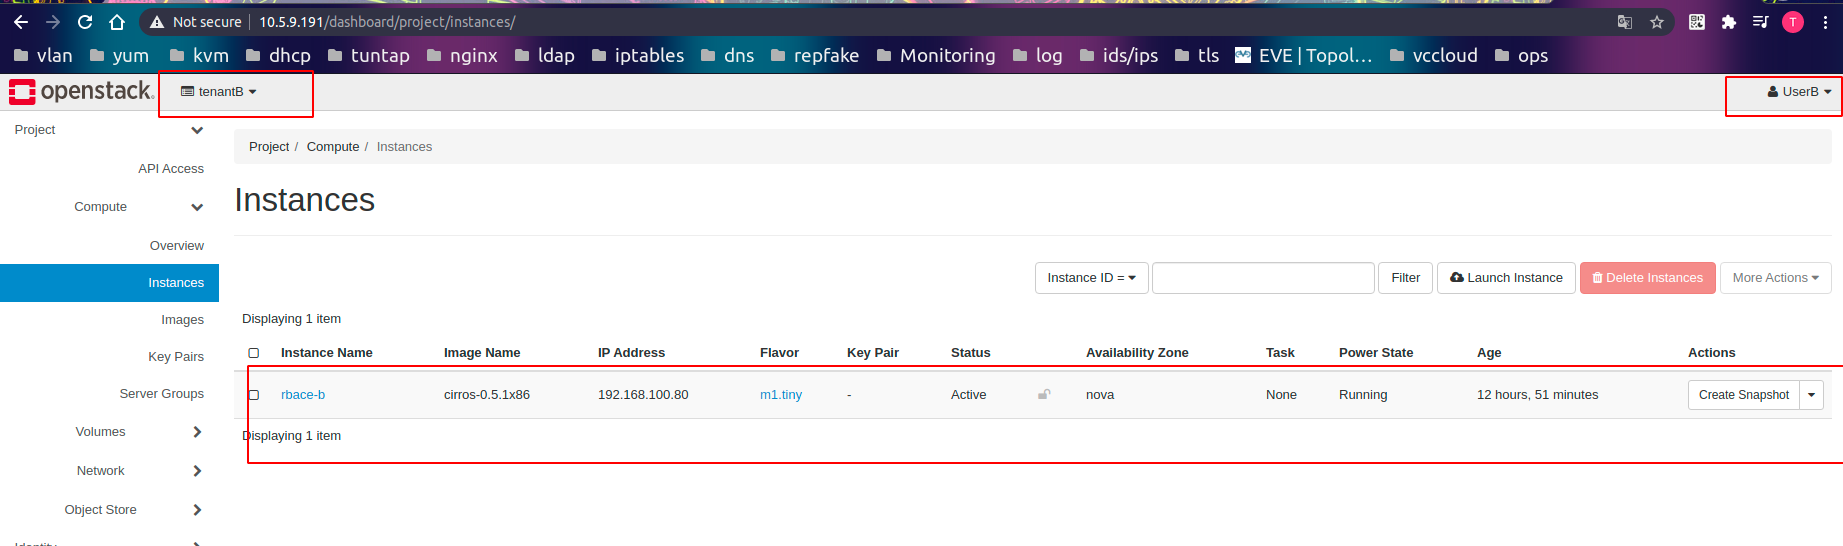 Not secure 10.5.9.191/dashboard/project/instances/ T
vlan yum kvm dhcp tuntap nginx ldap iptables dns repfake Monitoring log ids/ips tls EVE | Topol... vccloud ops
openstack. tenantB UserB
Project
API Access
Compute
Overview
Instances
Images
Key Pairs
Server Groups
Volumes
Network
Object Store
Identity
Project / Compute / Instances
Instances
Instance ID = Filter Launch Instance Delete Instances More Actions
Displaying 1 item
Instance Name Image Name IP Address Flavor Key Pair Status Availability Zone Task Power State Age Actions
rbace-b cirros-0.5.1x86 192.168.100.80 m1.tiny - Active nova None Running 12 hours, 51 minutes Create Snapshot
Displaying 1 item